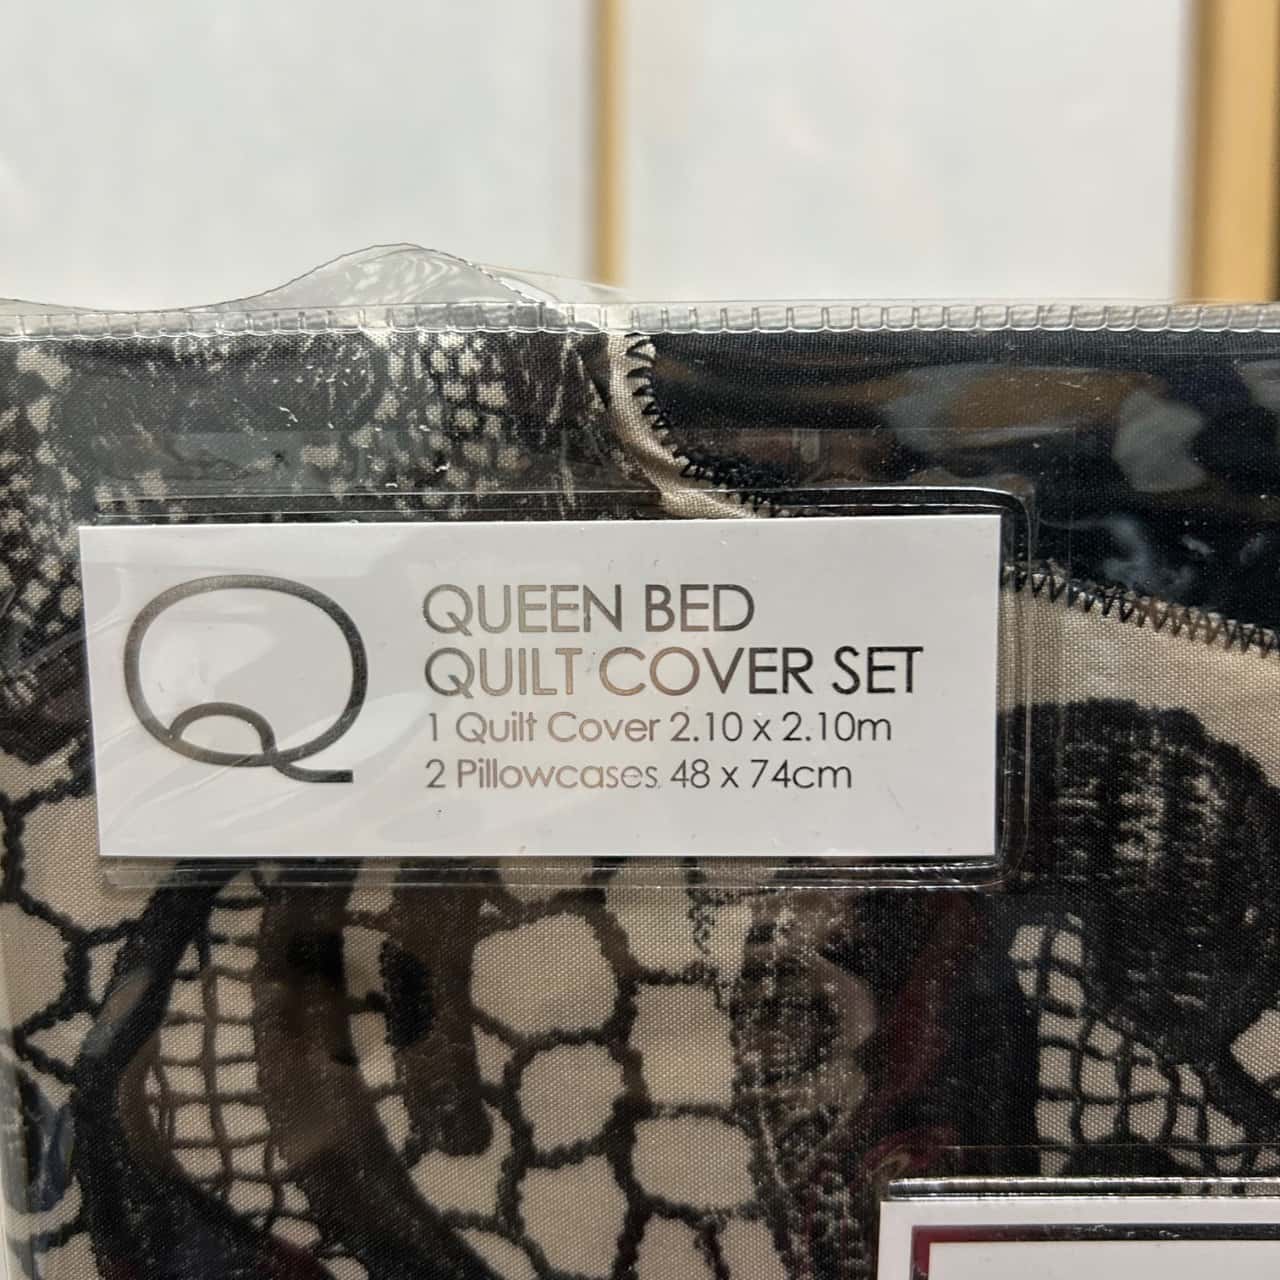 Q
QUEEN BED
QUILT COVER SET
1 Quilt Cover 2.10 x 2.10m
2 Pillowcases 48 x 74cm